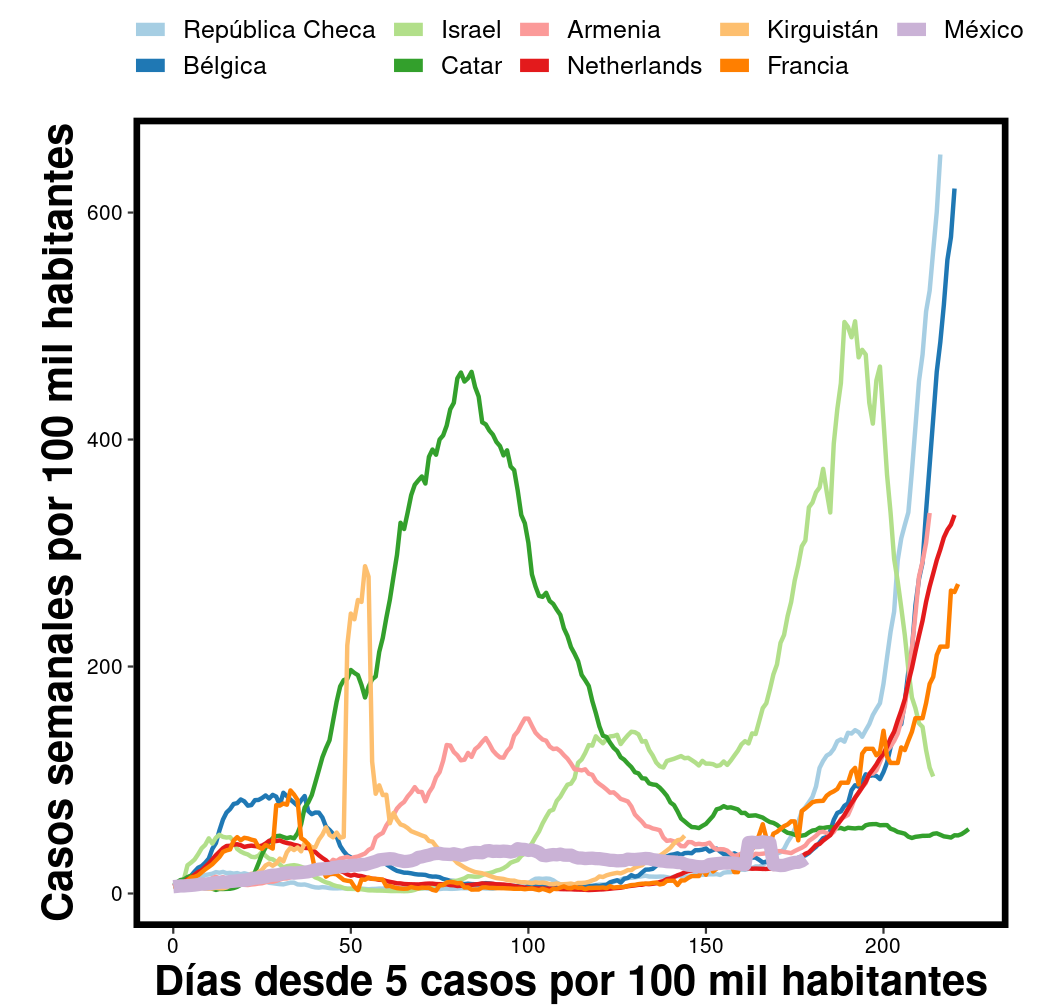 República Checa Israel Armenia Kirguistán México
Bélgica Catar Netherlands Francia
Casos semanales por 100 mil habitantes
600
400
200
0
0 50 100 150 200
Días desde 5 casos por 100 mil habitantes